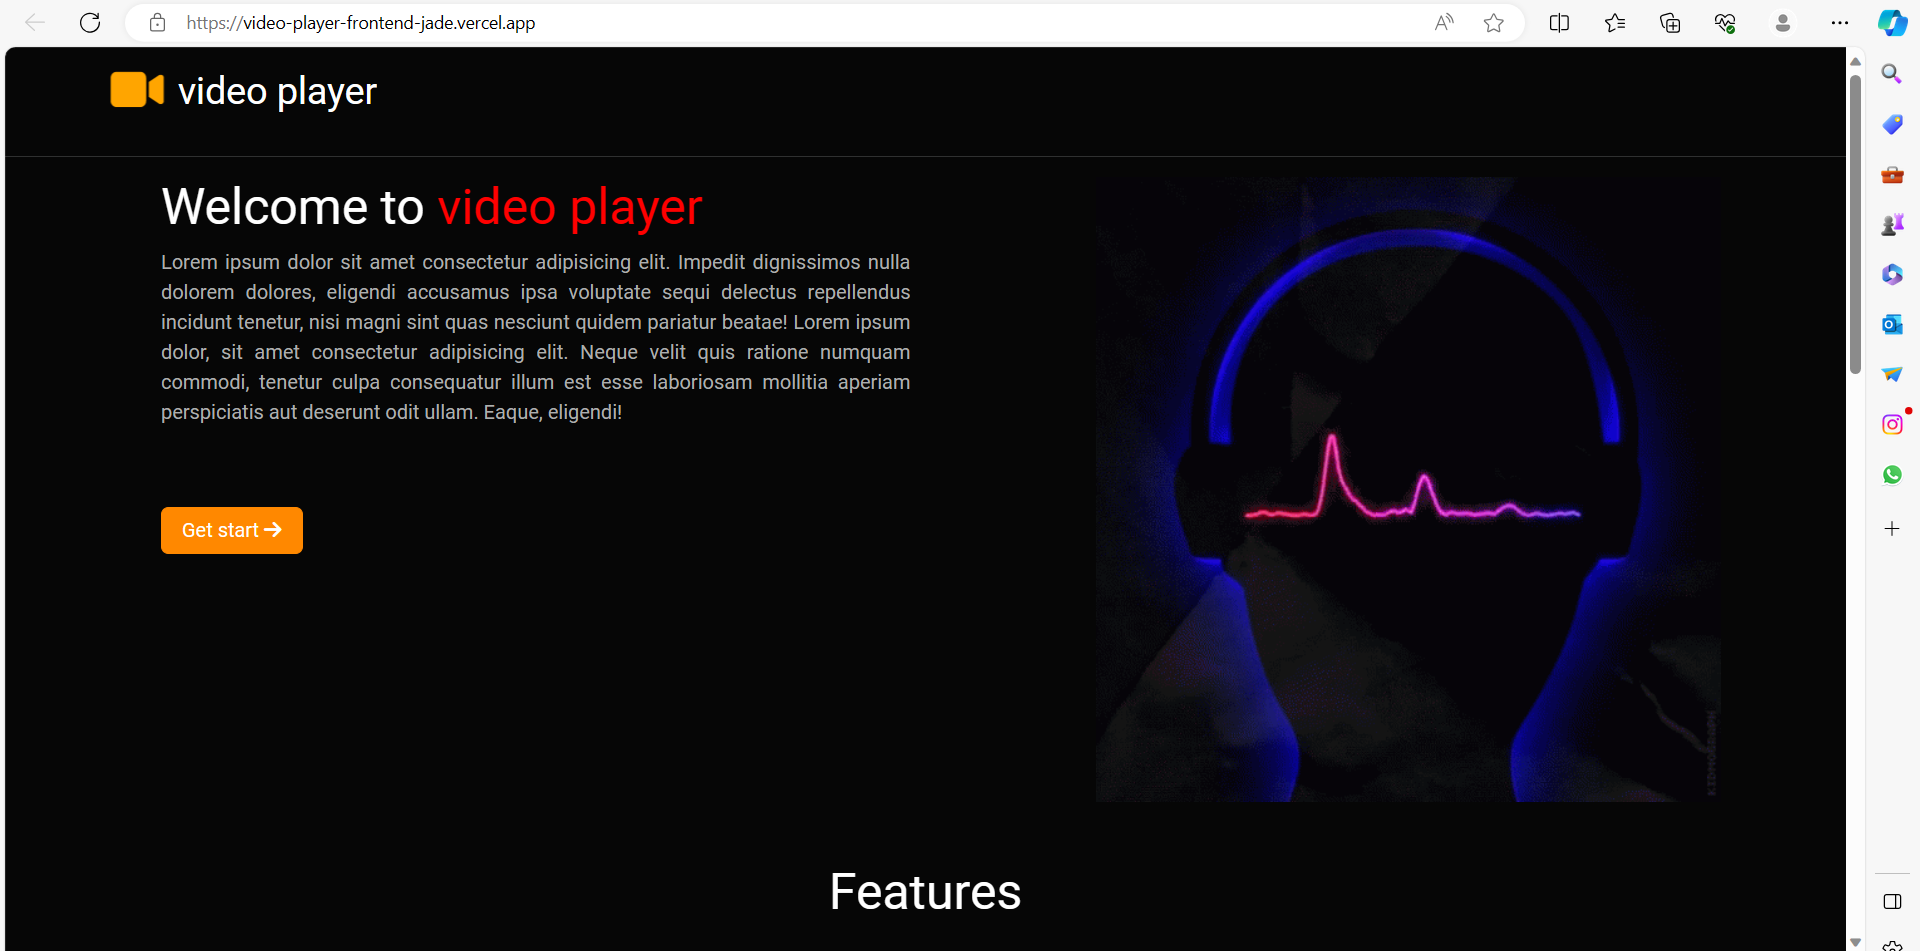 https://video-player-frontend-jade.vercel.app
video player
Welcome to video player
Lorem ipsum dolor sit amet consectetur adipisicing elit. Impedit dignissimos nulla
dolorem dolores, eligendi accusamus ipsa voluptate sequi delectus repellendus
incidunt tenetur, nisi magni sint quas nesciunt quidem pariatur beatae! Lorem ipsum
dolor, sit amet consectetur adipisicing elit. Neque velit quis ratione numquam
commodi, tenetur culpa consequatur illum est esse laboriosam mollitia aperiam
perspiciatis aut deserunt odit ullam. Eaque, eligendi!
Get start
KIDMOGRAPH
Features